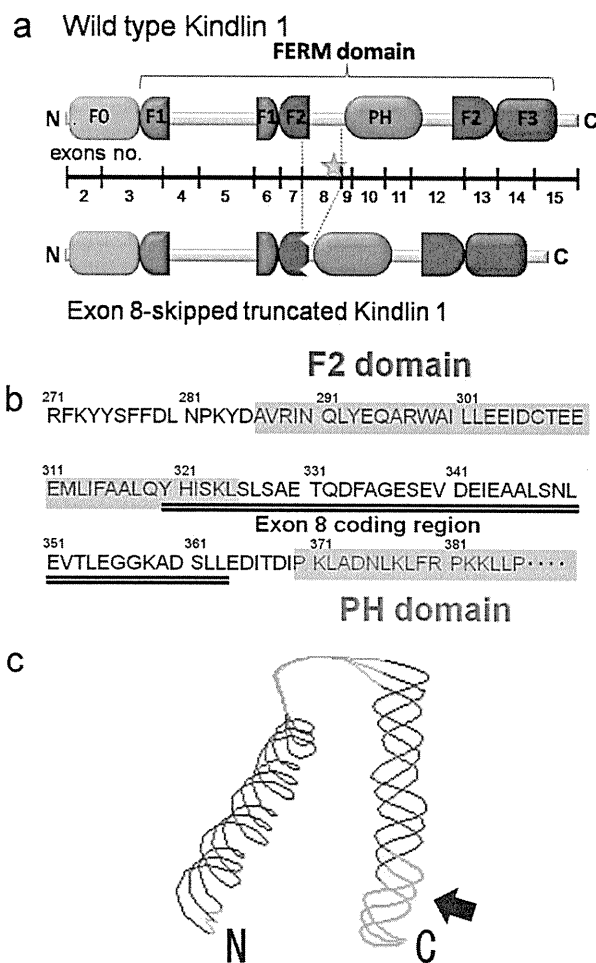 a Wild type Kindlin 1
FERM domain
N F0 F1 F1 F2 PH F2 F3 C
exons no.
2 3 4 5 6 7 8 9 10 11 12 13 14 15
N C
Exon 8-skipped truncated Kindlin 1
F2 domain
b
271 281 291 301
RFKYYSFFDL NPKYDAVRIN QLYEQARWAI LLEEIDCTEE
311 321 331 341
EMLIFAALQY HISKLSLSAE TQDFAGESEV DEIEAALSNL
Exon 8 coding region
351 361 371 381
EVTLEGGKAD SLLEDITDIP KLADNLKLFR PKKLLP····
PH domain
c
N C